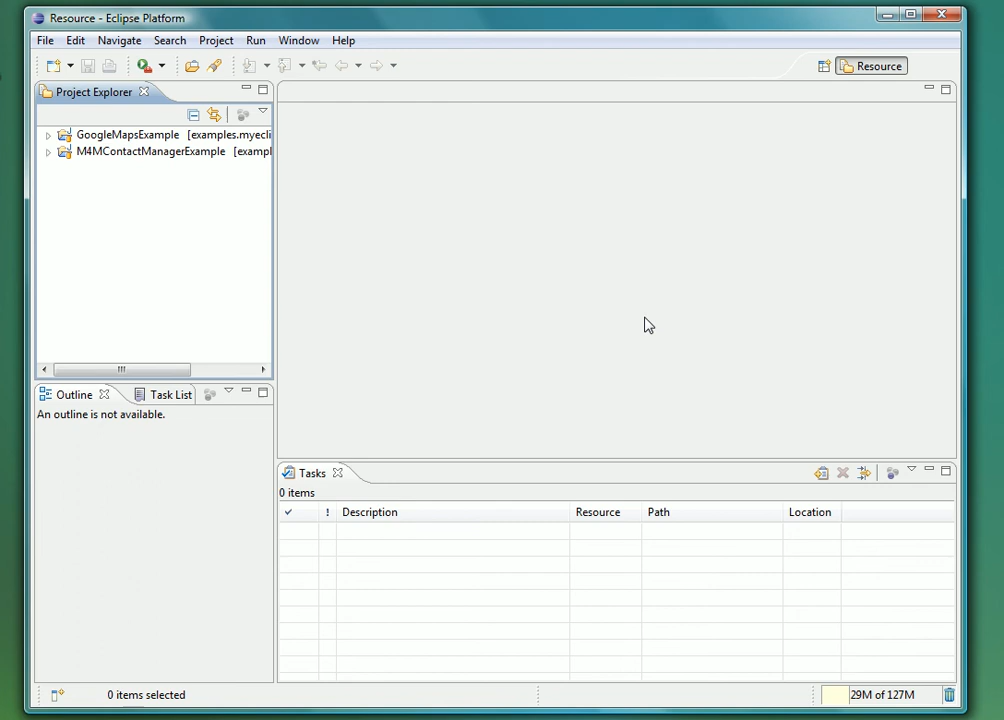 Resource - Eclipse Platform
File Edit Navigate Search Project Run Window Help
Resource
Project Explorer
GoogleMapsExample [examples.myecli
M4MContactManagerExample [exampl
Outline Task List
An outline is not available.
Tasks
0 items
! Description Resource Path Location
0 items selected
29M of 127M